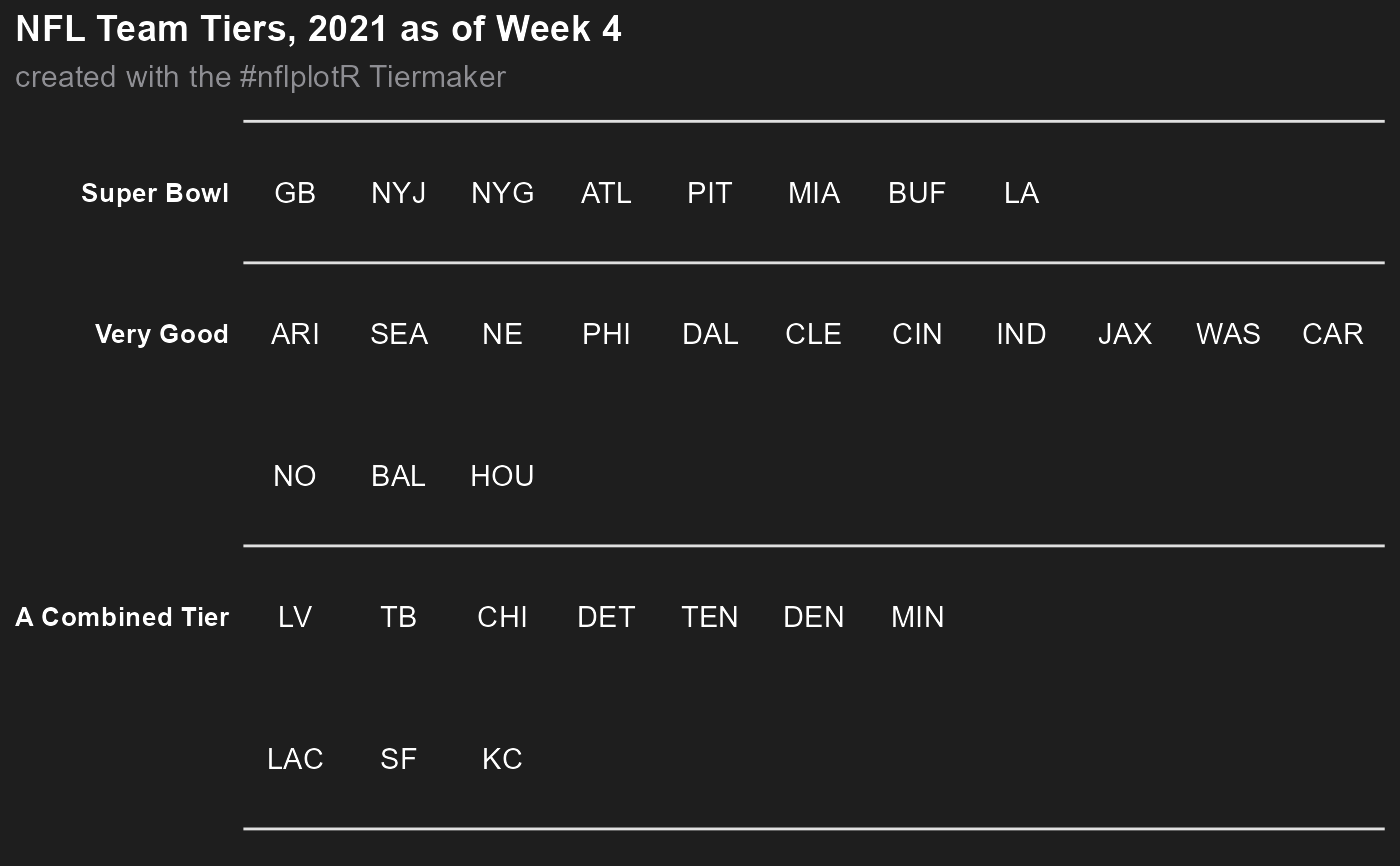 NFL Team Tiers, 2021 as of Week 4
created with the #nflplotR Tiermaker
Super Bowl GB NYJ NYG ATL PIT MIA BUF LA
Very Good ARI SEA NE PHI DAL CLE CIN IND JAX WAS CAR
NO BAL HOU
A Combined Tier LV TB CHI DET TEN DEN MIN
LAC SF KC